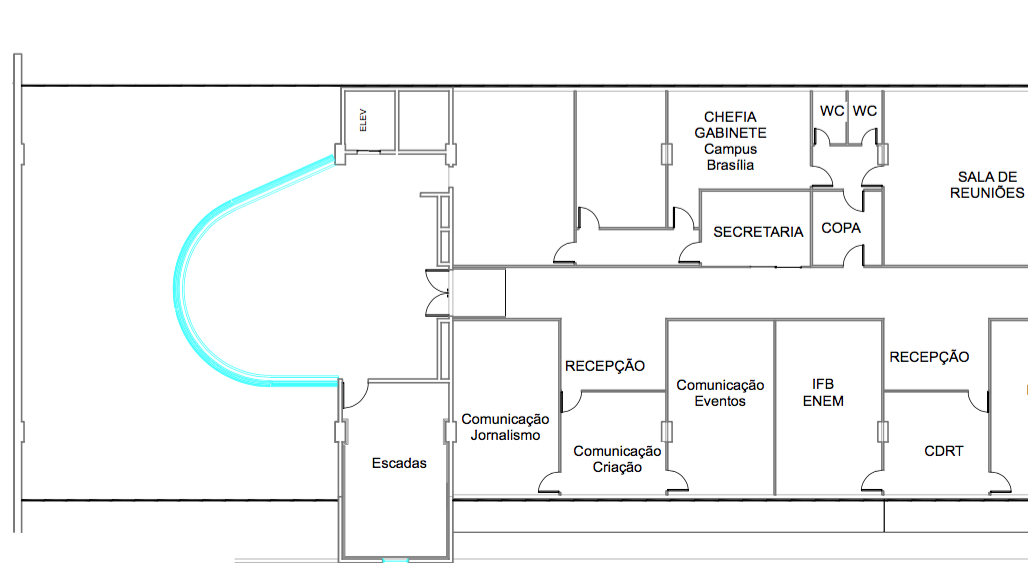 ELEV
CHEFIA
GABINETE
Campus
Brasília
WC
WC
SALA DE
REUNIÕES
SECRETARIA
COPA
RECEPÇÃO
RECEPÇÃO
Comunicação
Eventos
IFB
ENEM
Comunicação
Jornalismo
Comunicação
Criação
CDRT
Escadas